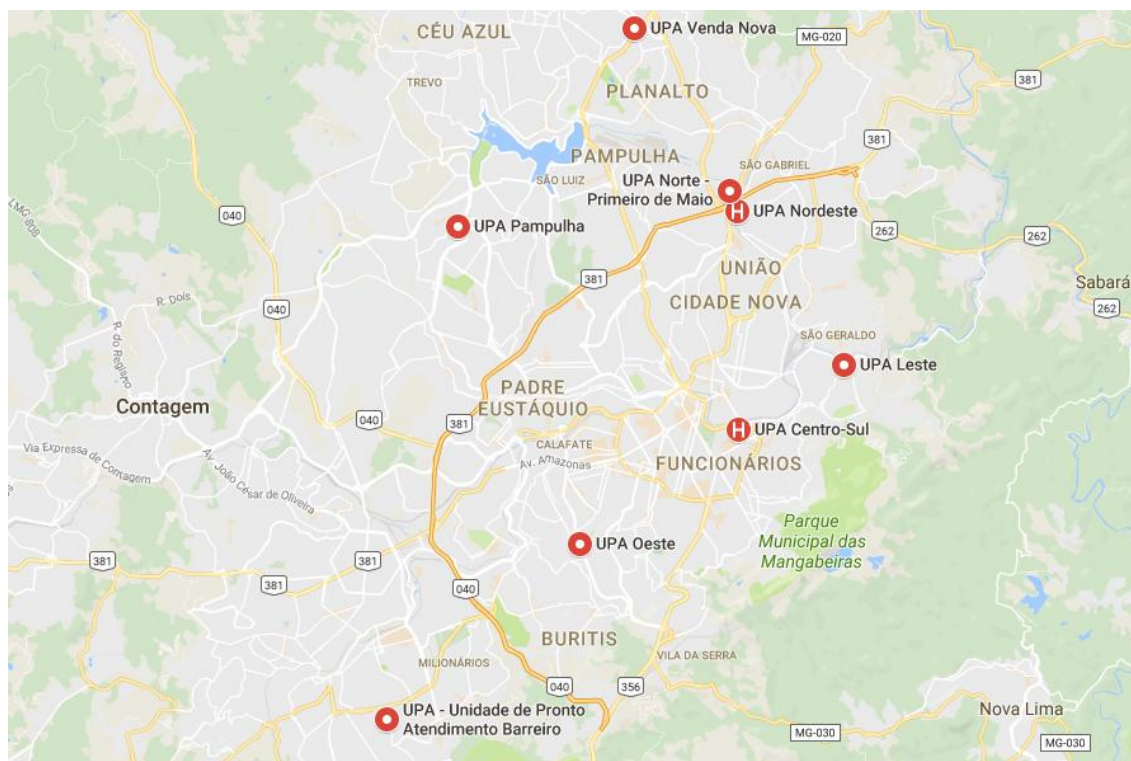 UPA Venda Nova
CÉU AZUL
MG-020
TREVO
PLANALTO
381
381
PAMPULHA
SÃO GABRIEL
SÃO LUIZ
UPA Norte -
Primeiro de Maio
LMG-808
040
H UPA Nordeste
UPA Pampulha
262
262
UNIÃO
381
Sabará
CIDADE NOVA
R. Dois
040
262
R. do Registro
SÃO GERALDO
UPA Leste
PADRE
EUSTÁQUIO
Contagem
040
381
H UPA Centro-Sul
CALAFATE
Via Expressa de Contagem
Av. João César de Oliveira
Av. Amazonas
FUNCIONÁRIOS
Parque
Municipal das
Mangabeiras
UPA Oeste
381
381
040
BURITIS
VILA DA SERRA
MILIONÁRIOS
040
356
UPA - Unidade de Pronto
Atendimento Barreiro
Nova Lima
MG-030
MG-030